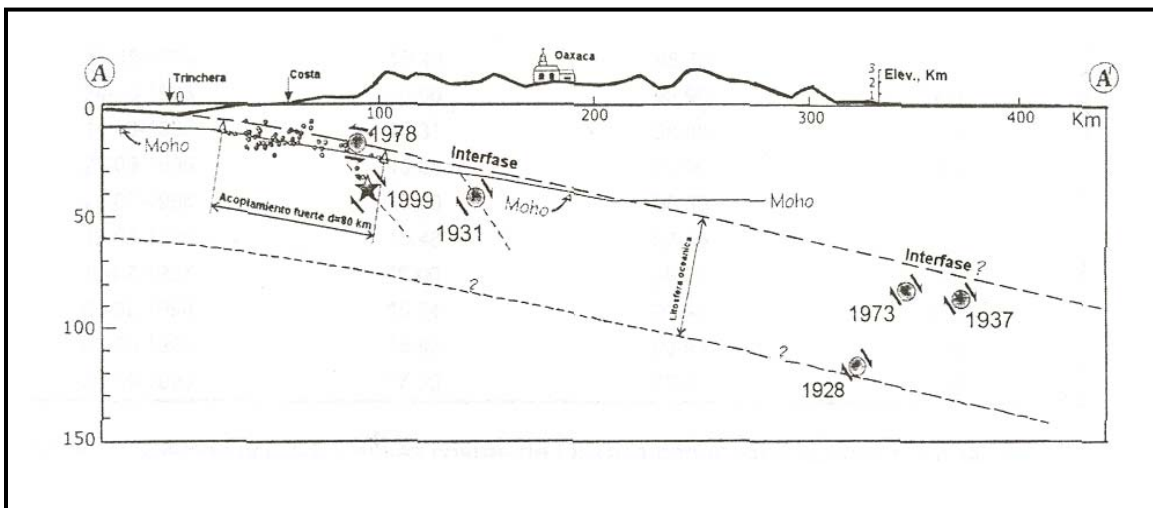 A
Trinchera
Costa
Oaxaca
3
2
1
Elev., Km
A'
0
0
100
200
300
400
Km
Moho
1978
Interfase
1999
1931
Moho
Moho
Acoplamiento fuerte d=80 km
50
Litosfera oceanica
Interfase ?
?
1973
1937
100
?
1928
150